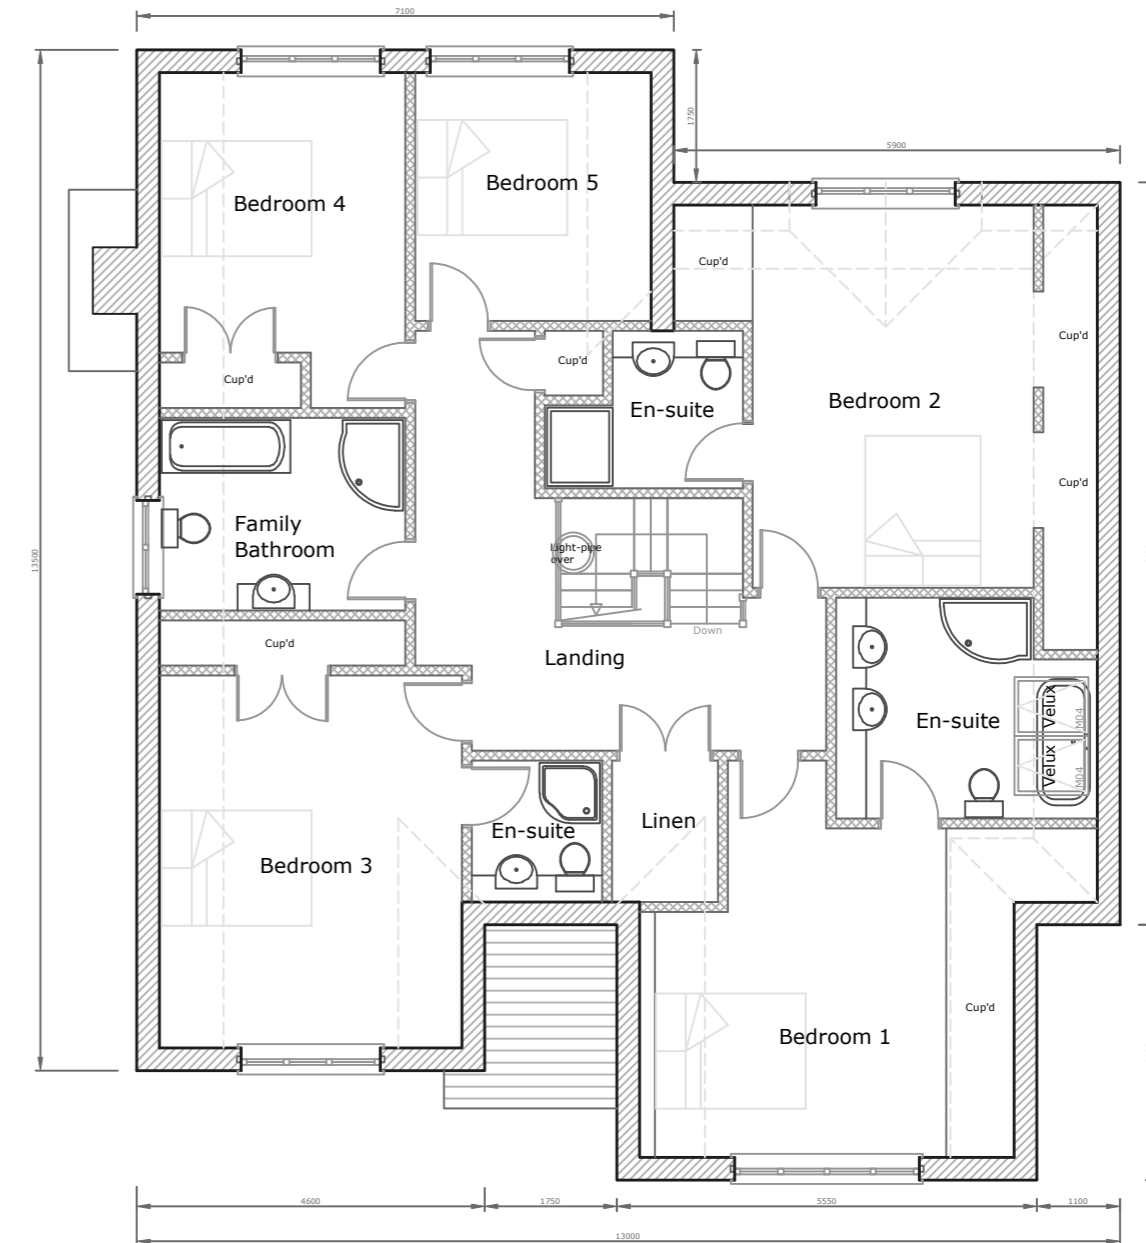 7100
1750
5900
Bedroom 4
Bedroom 5
Cup'd
Cup'd
Cup'd
Cup'd
En-suite
Bedroom 2
Cup'd
13500
Family
Bathroom
Light-pipe
over
Down
Cup'd
Landing
En-suite
Velux
M04
Velux
M04
En-suite
Linen
Bedroom 3
Cup'd
Bedroom 1
4600
1750
5550
1100
13000